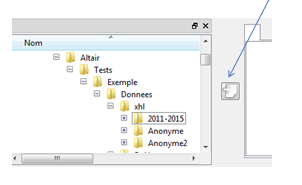 Nom
Altair
Tests
Exemple
Donnees
xhl
2011-2015
Anonyme
Anonyme2